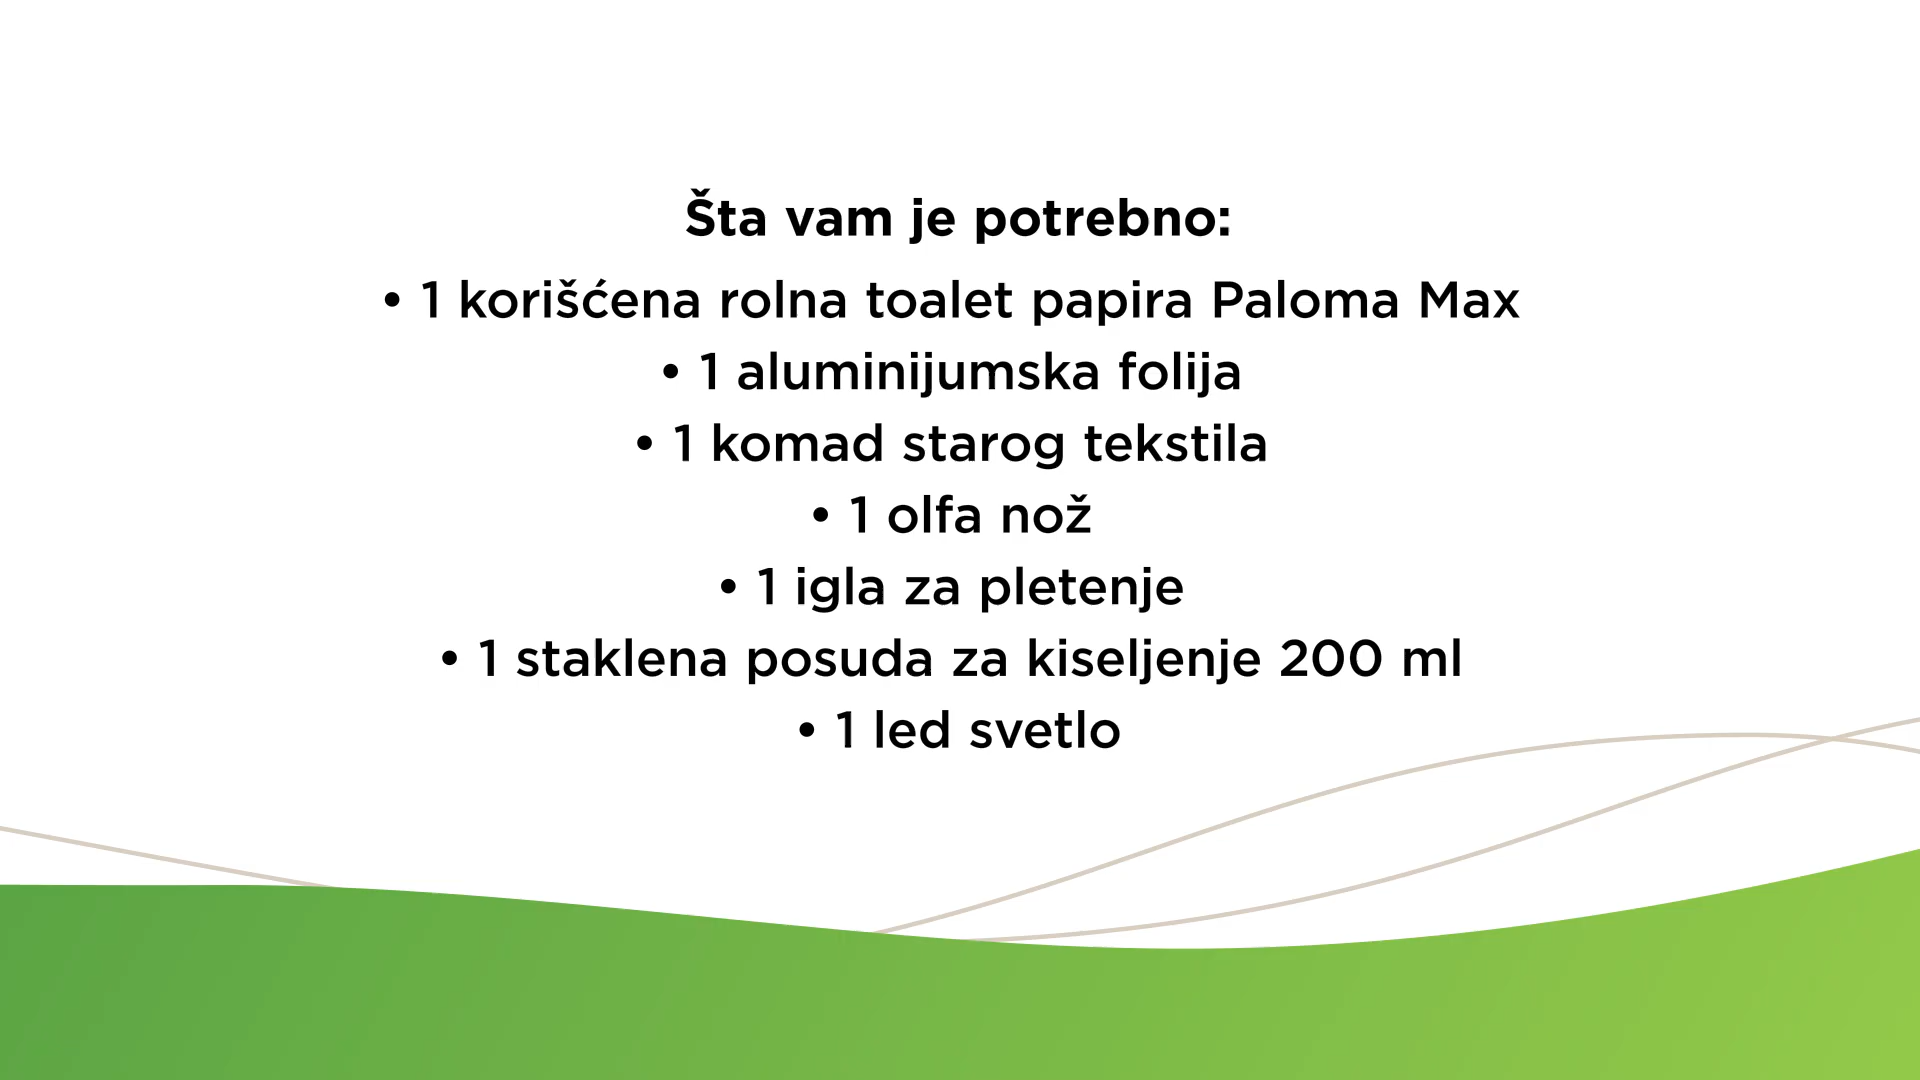 Šta vam je potrebno:
• 1 korišćena rolna toalet papira Paloma Max
• 1 aluminijumska folija
• 1 komad starog tekstila
• 1 olfa nož
• 1 igla za pletenje
• 1 staklena posuda za kiseljenje 200 ml
• 1 led svetlo